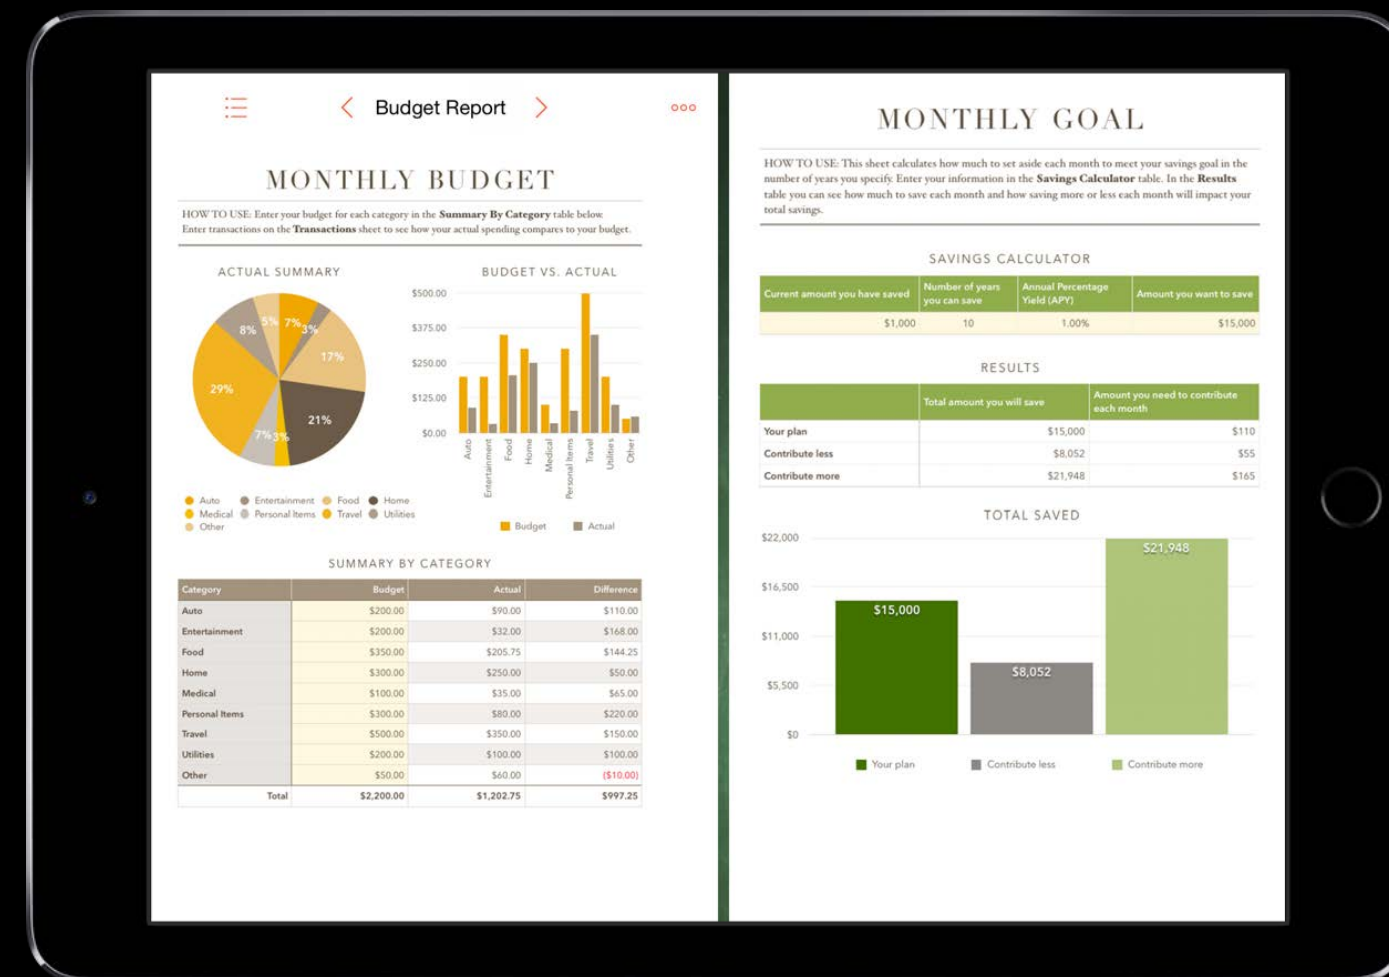 Budget Report
MONTHLY BUDGET
HOW TO USE: Enter your budget for each category in the Summary By Category table below.
Enter transactions on the Transactions sheet to see how your actual spending compares to your budget.
ACTUAL SUMMARY
5% 7% 3%
8%
17%
29%
21%
7% 3%
Auto Entertainment Food Home
Medical Personal Items Travel Utilities
Other
BUDGET VS. ACTUAL
$500.00
$375.00
$250.00
$125.00
$0.00
Auto
Entertainment
Food
Home
Medical
Personal Items
Travel
Utilities
Other
Budget Actual
SUMMARY BY CATEGORY
Category Budget Actual Difference
Auto $200.00 $90.00 $110.00
Entertainment $200.00 $32.00 $168.00
Food $350.00 $205.75 $144.25
Home $300.00 $250.00 $50.00
Medical $100.00 $35.00 $65.00
Personal Items $300.00 $80.00 $220.00
Travel $500.00 $350.00 $150.00
Utilities $200.00 $100.00 $100.00
Other $50.00 $60.00 ($10.00)
Total $2,200.00 $1,202.75 $997.25
MONTHLY GOAL
HOW TO USE: This sheet calculates how much to set aside each month to meet your savings goal in the
number of years you specify. Enter your information in the Savings Calculator table. In the Results
table you can see how much to save each month and how saving more or less each month will impact your
total savings.
SAVINGS CALCULATOR
Current amount you have saved
Number of years
you can save
Annual Percentage
Yield (APY)
Amount you want to save
$1,000 10 1.00% $15,000
RESULTS
Total amount you will save
Amount you need to contribute
each month
Your plan $15,000 $110
Contribute less $8,052 $55
Contribute more $21,948 $165
TOTAL SAVED
$22,000
$16,500
$11,000
$5,500
$0
$15,000
$8,052
$21,948
Your plan Contribute less Contribute more